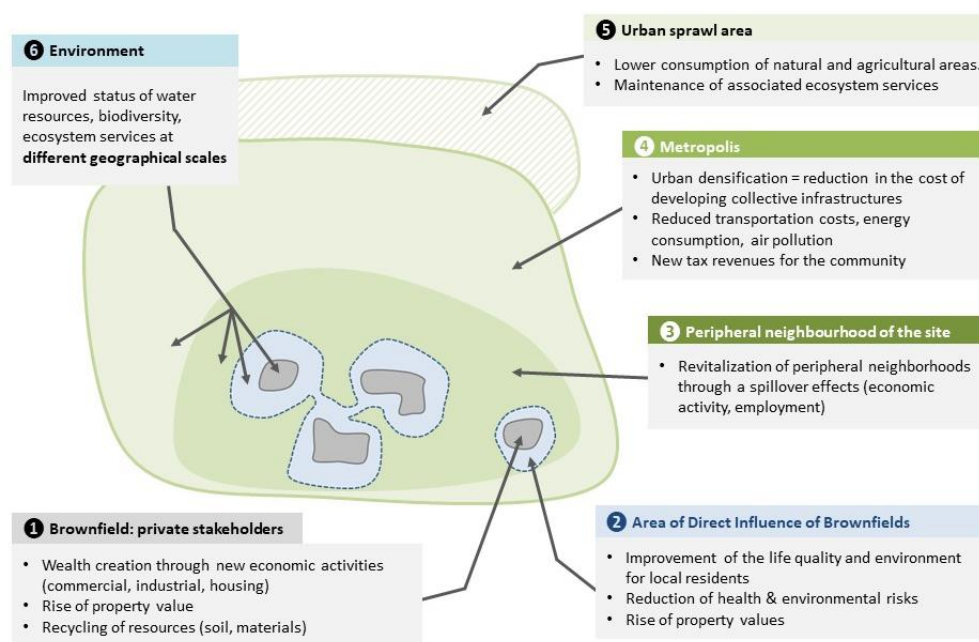 ❻ Environment
Improved status of water
resources, biodiversity,
ecosystem services at
different geographical scales
❺ Urban sprawl area
• Lower consumption of natural and agricultural areas.
• Maintenance of associated ecosystem services
❹ Metropolis
• Urban densification = reduction in the cost of
developing collective infrastructures
• Reduced transportation costs, energy
consumption, air pollution
• New tax revenues for the community
❸ Peripheral neighbourhood of the site
• Revitalization of peripheral neighborhoods
through a spillover effects (economic
activity, employment)
❶ Brownfield: private stakeholders
• Wealth creation through new economic activities
(commercial, industrial, housing)
• Rise of property value
• Recycling of resources (soil, materials)
❷ Area of Direct Influence of Brownfields
• Improvement of the life quality and environment
for local residents
• Reduction of health & environmental risks
• Rise of property values